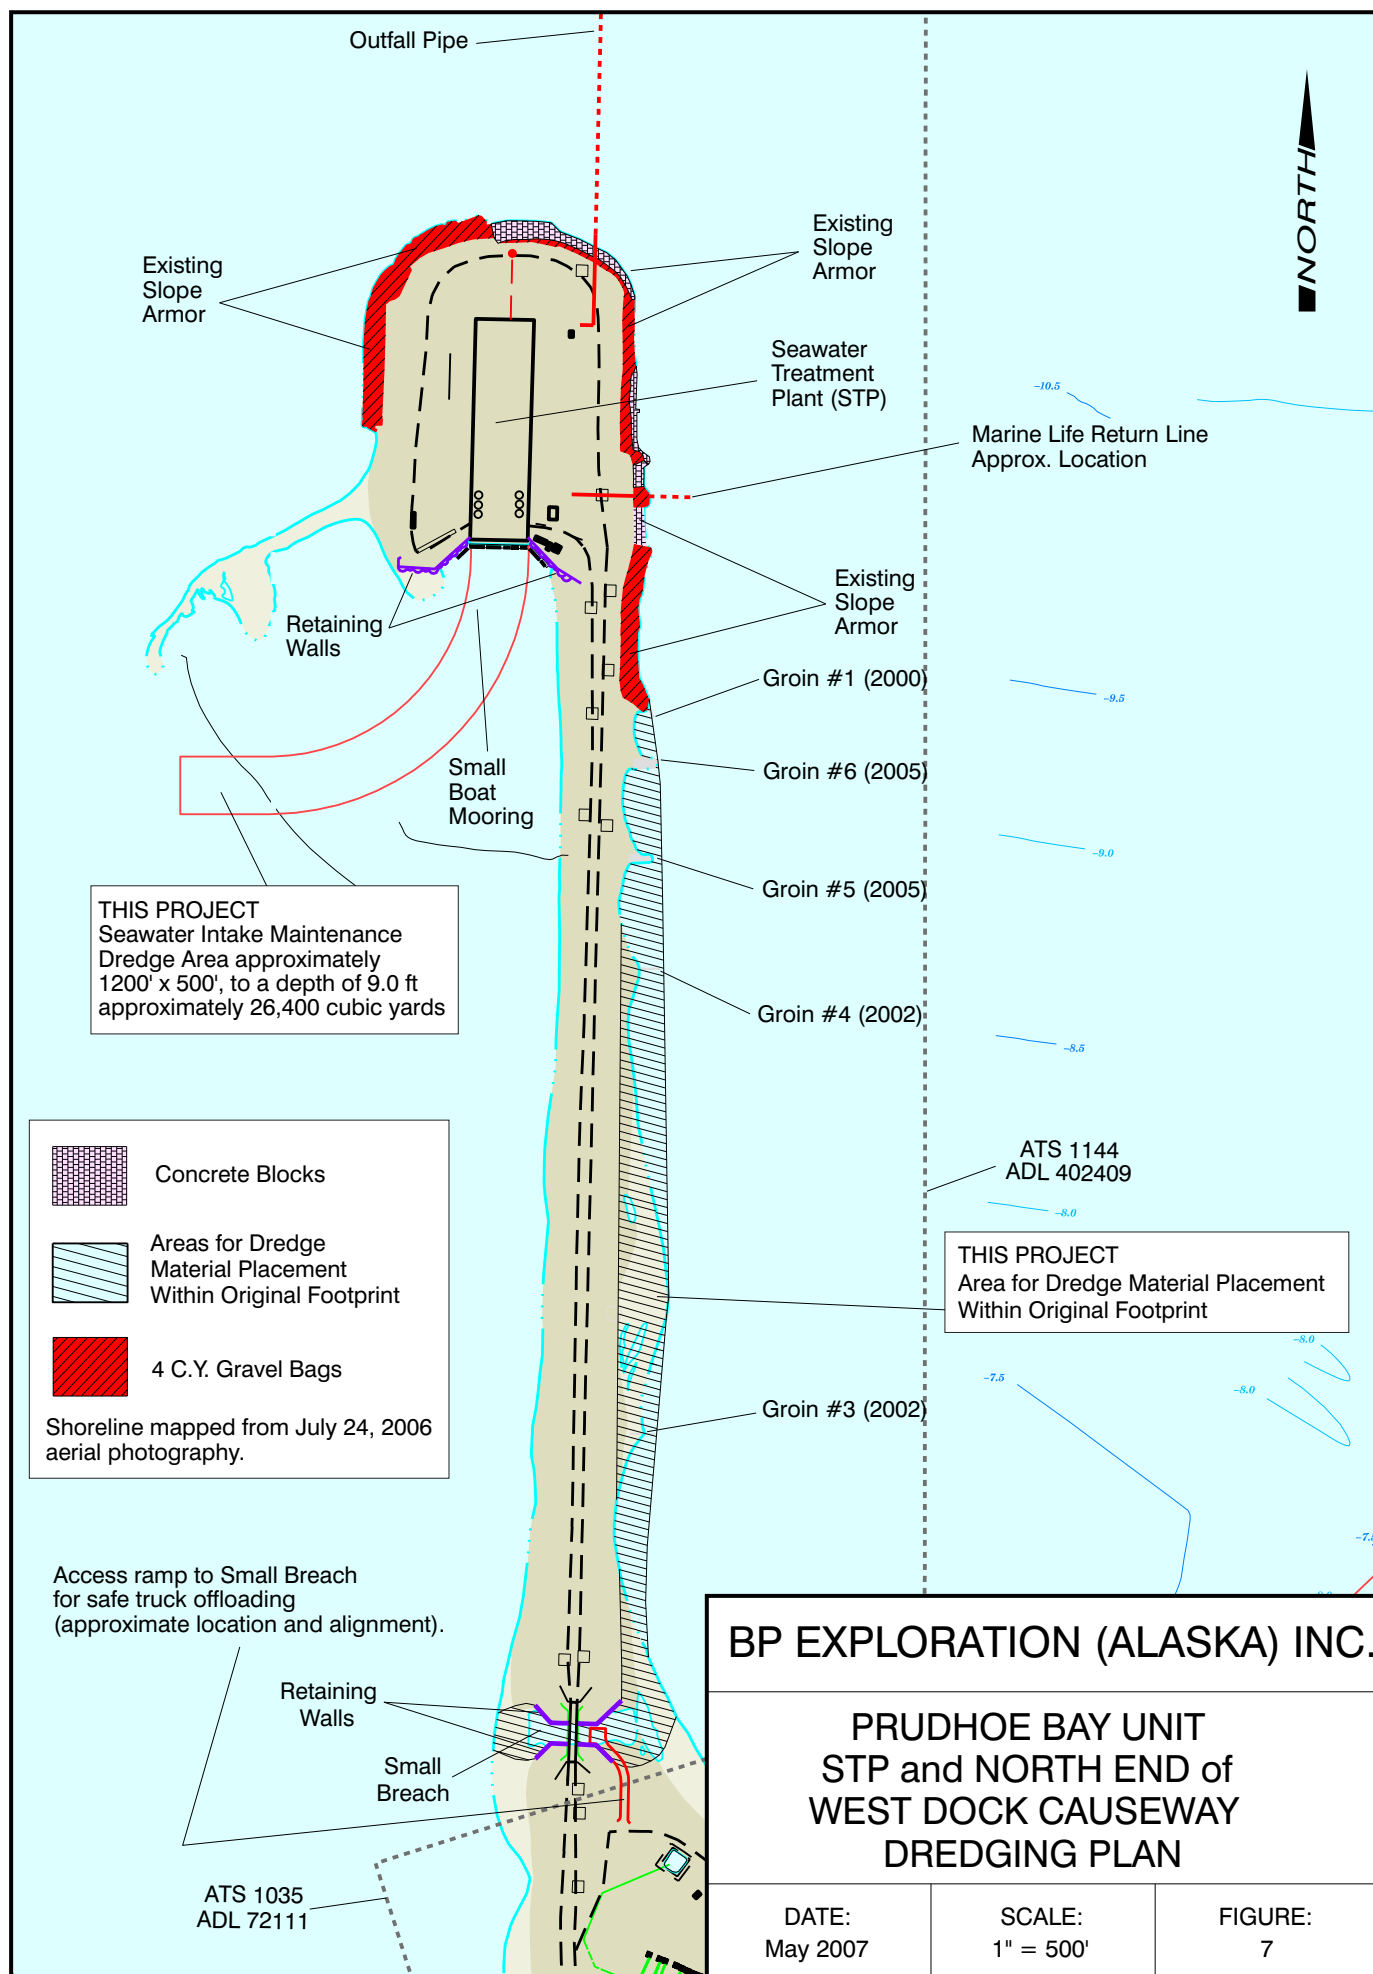 Outfall Pipe
NORTH
Existing
Slope
Armor
Existing
Slope
Armor
Seawater
Treatment
Plant (STP)
-10.5
Marine Life Return Line
Approx. Location
Existing
Slope
Armor
Retaining
Walls
Groin #1 (2000)
-9.5
Groin #6 (2005)
Small
Boat
Mooring
-9.0
Groin #5 (2005)
THIS PROJECT
Seawater Intake Maintenance
Dredge Area approximately
1200' x 500', to a depth of 9.0 ft
approximately 26,400 cubic yards
Groin #4 (2002)
-8.5
ATS 1144
ADL 402409
-8.0
Concrete Blocks
Areas for Dredge
Material Placement
Within Original Footprint
4 C.Y. Gravel Bags
Shoreline mapped from July 24, 2006
aerial photography.
THIS PROJECT
Area for Dredge Material Placement
Within Original Footprint
-8.0
-7.5
-8.0
Groin #3 (2002)
Access ramp to Small Breach
for safe truck offloading
(approximate location and alignment).
Retaining
Walls
Small
Breach
ATS 1035
ADL 72111
BP EXPLORATION (ALASKA) INC.
PRUDHOE BAY UNIT
STP and NORTH END of
WEST DOCK CAUSEWAY
DREDGING PLAN
DATE:
May 2007
SCALE:
1" = 500'
FIGURE:
7